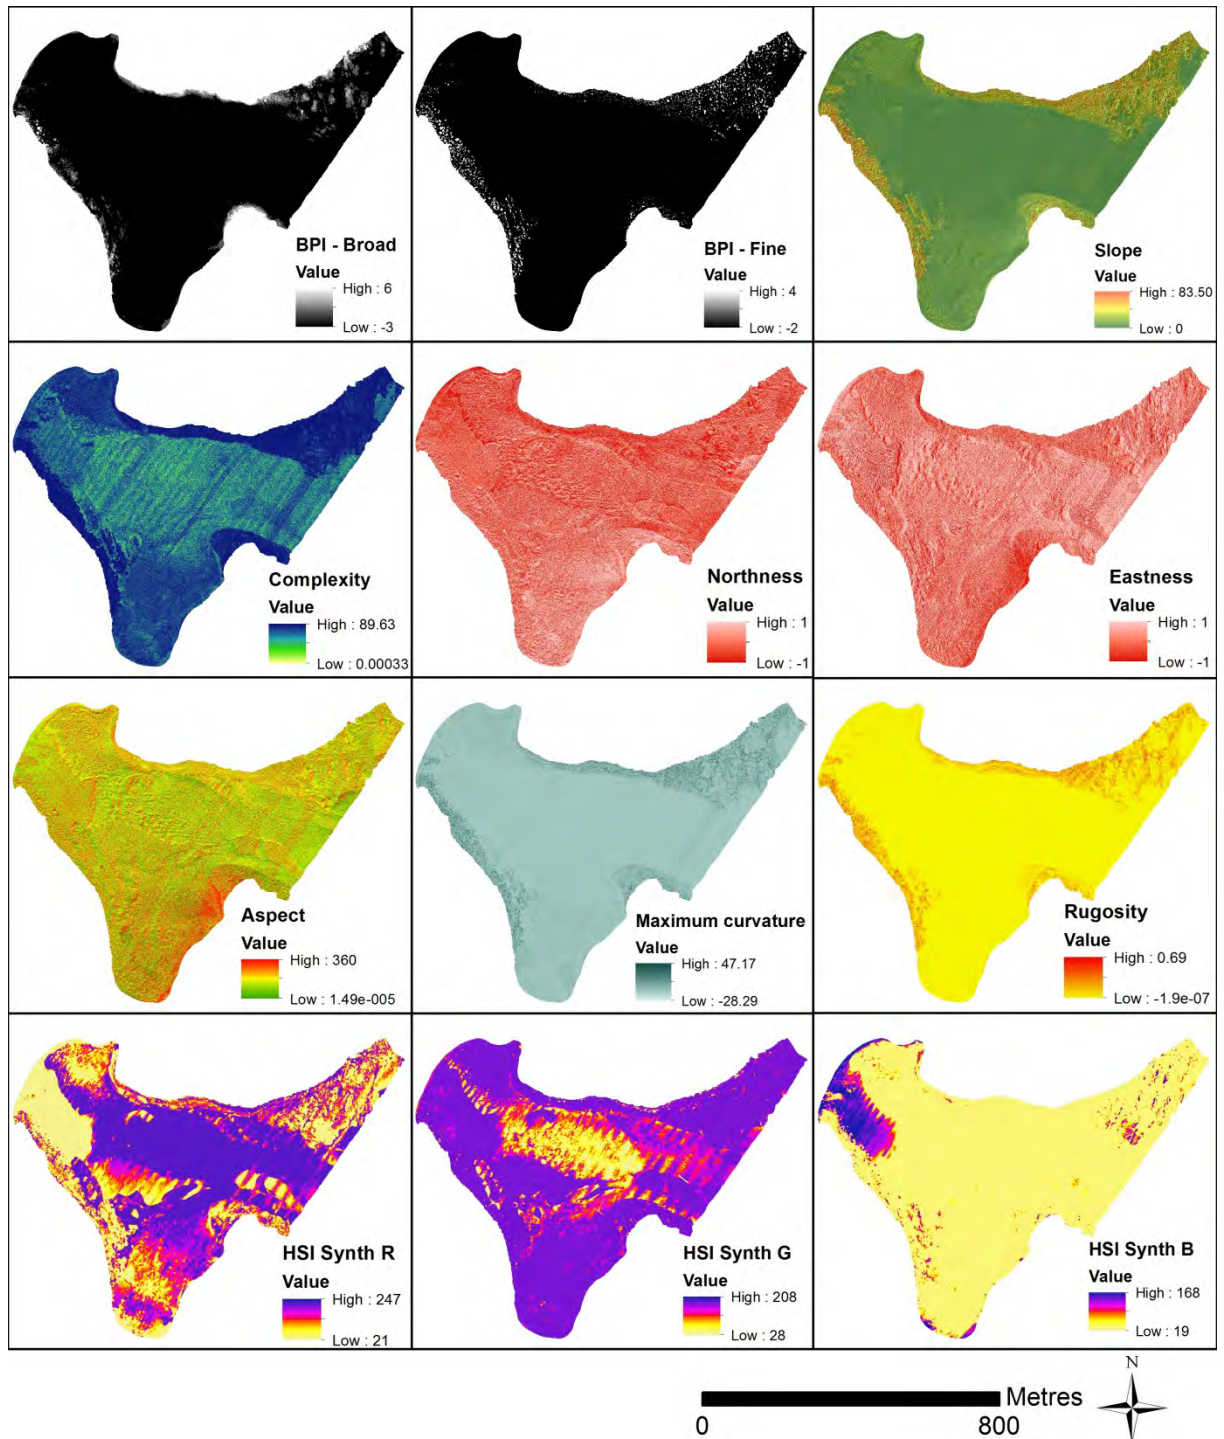 BPI - Broad
Value
High : 6
Low : -3
BPI - Fine
Value
High : 4
Low : -2
Slope
Value
High : 83.50
Low : 0
Complexity
Value
High : 89.63
Low : 0.00033
Northness
Value
High : 1
Low : -1
Eastness
Value
High : 1
Low : -1
Aspect
Value
High : 360
Low : 1.49e-005
Maximum curvature
Value
High : 47.17
Low : -28.29
Rugosity
Value
High : 0.69
Low : -1.9e-07
HSI Synth R
Value
High : 247
Low : 21
HSI Synth G
Value
High : 208
Low : 28
HSI Synth B
Value
High : 168
Low : 19
N
Metres
0 800